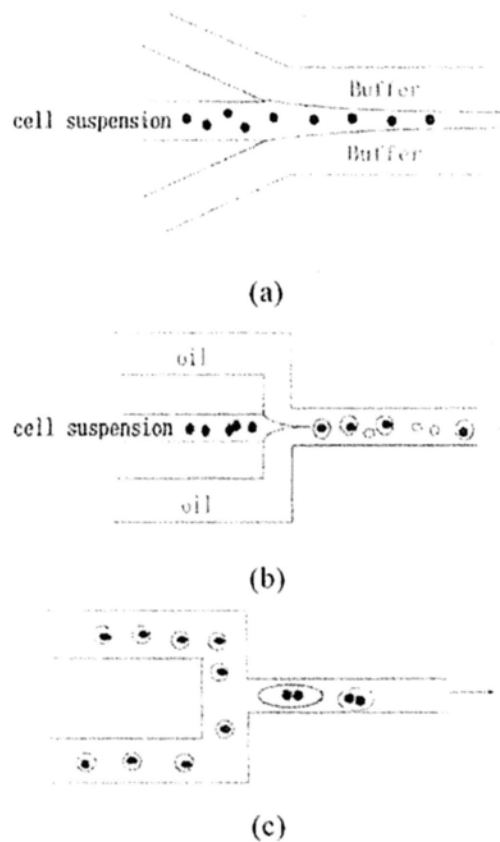 Buffer
cell suspension
Buffer
(a)
oil
cell suspension
oil
(b)
(c)